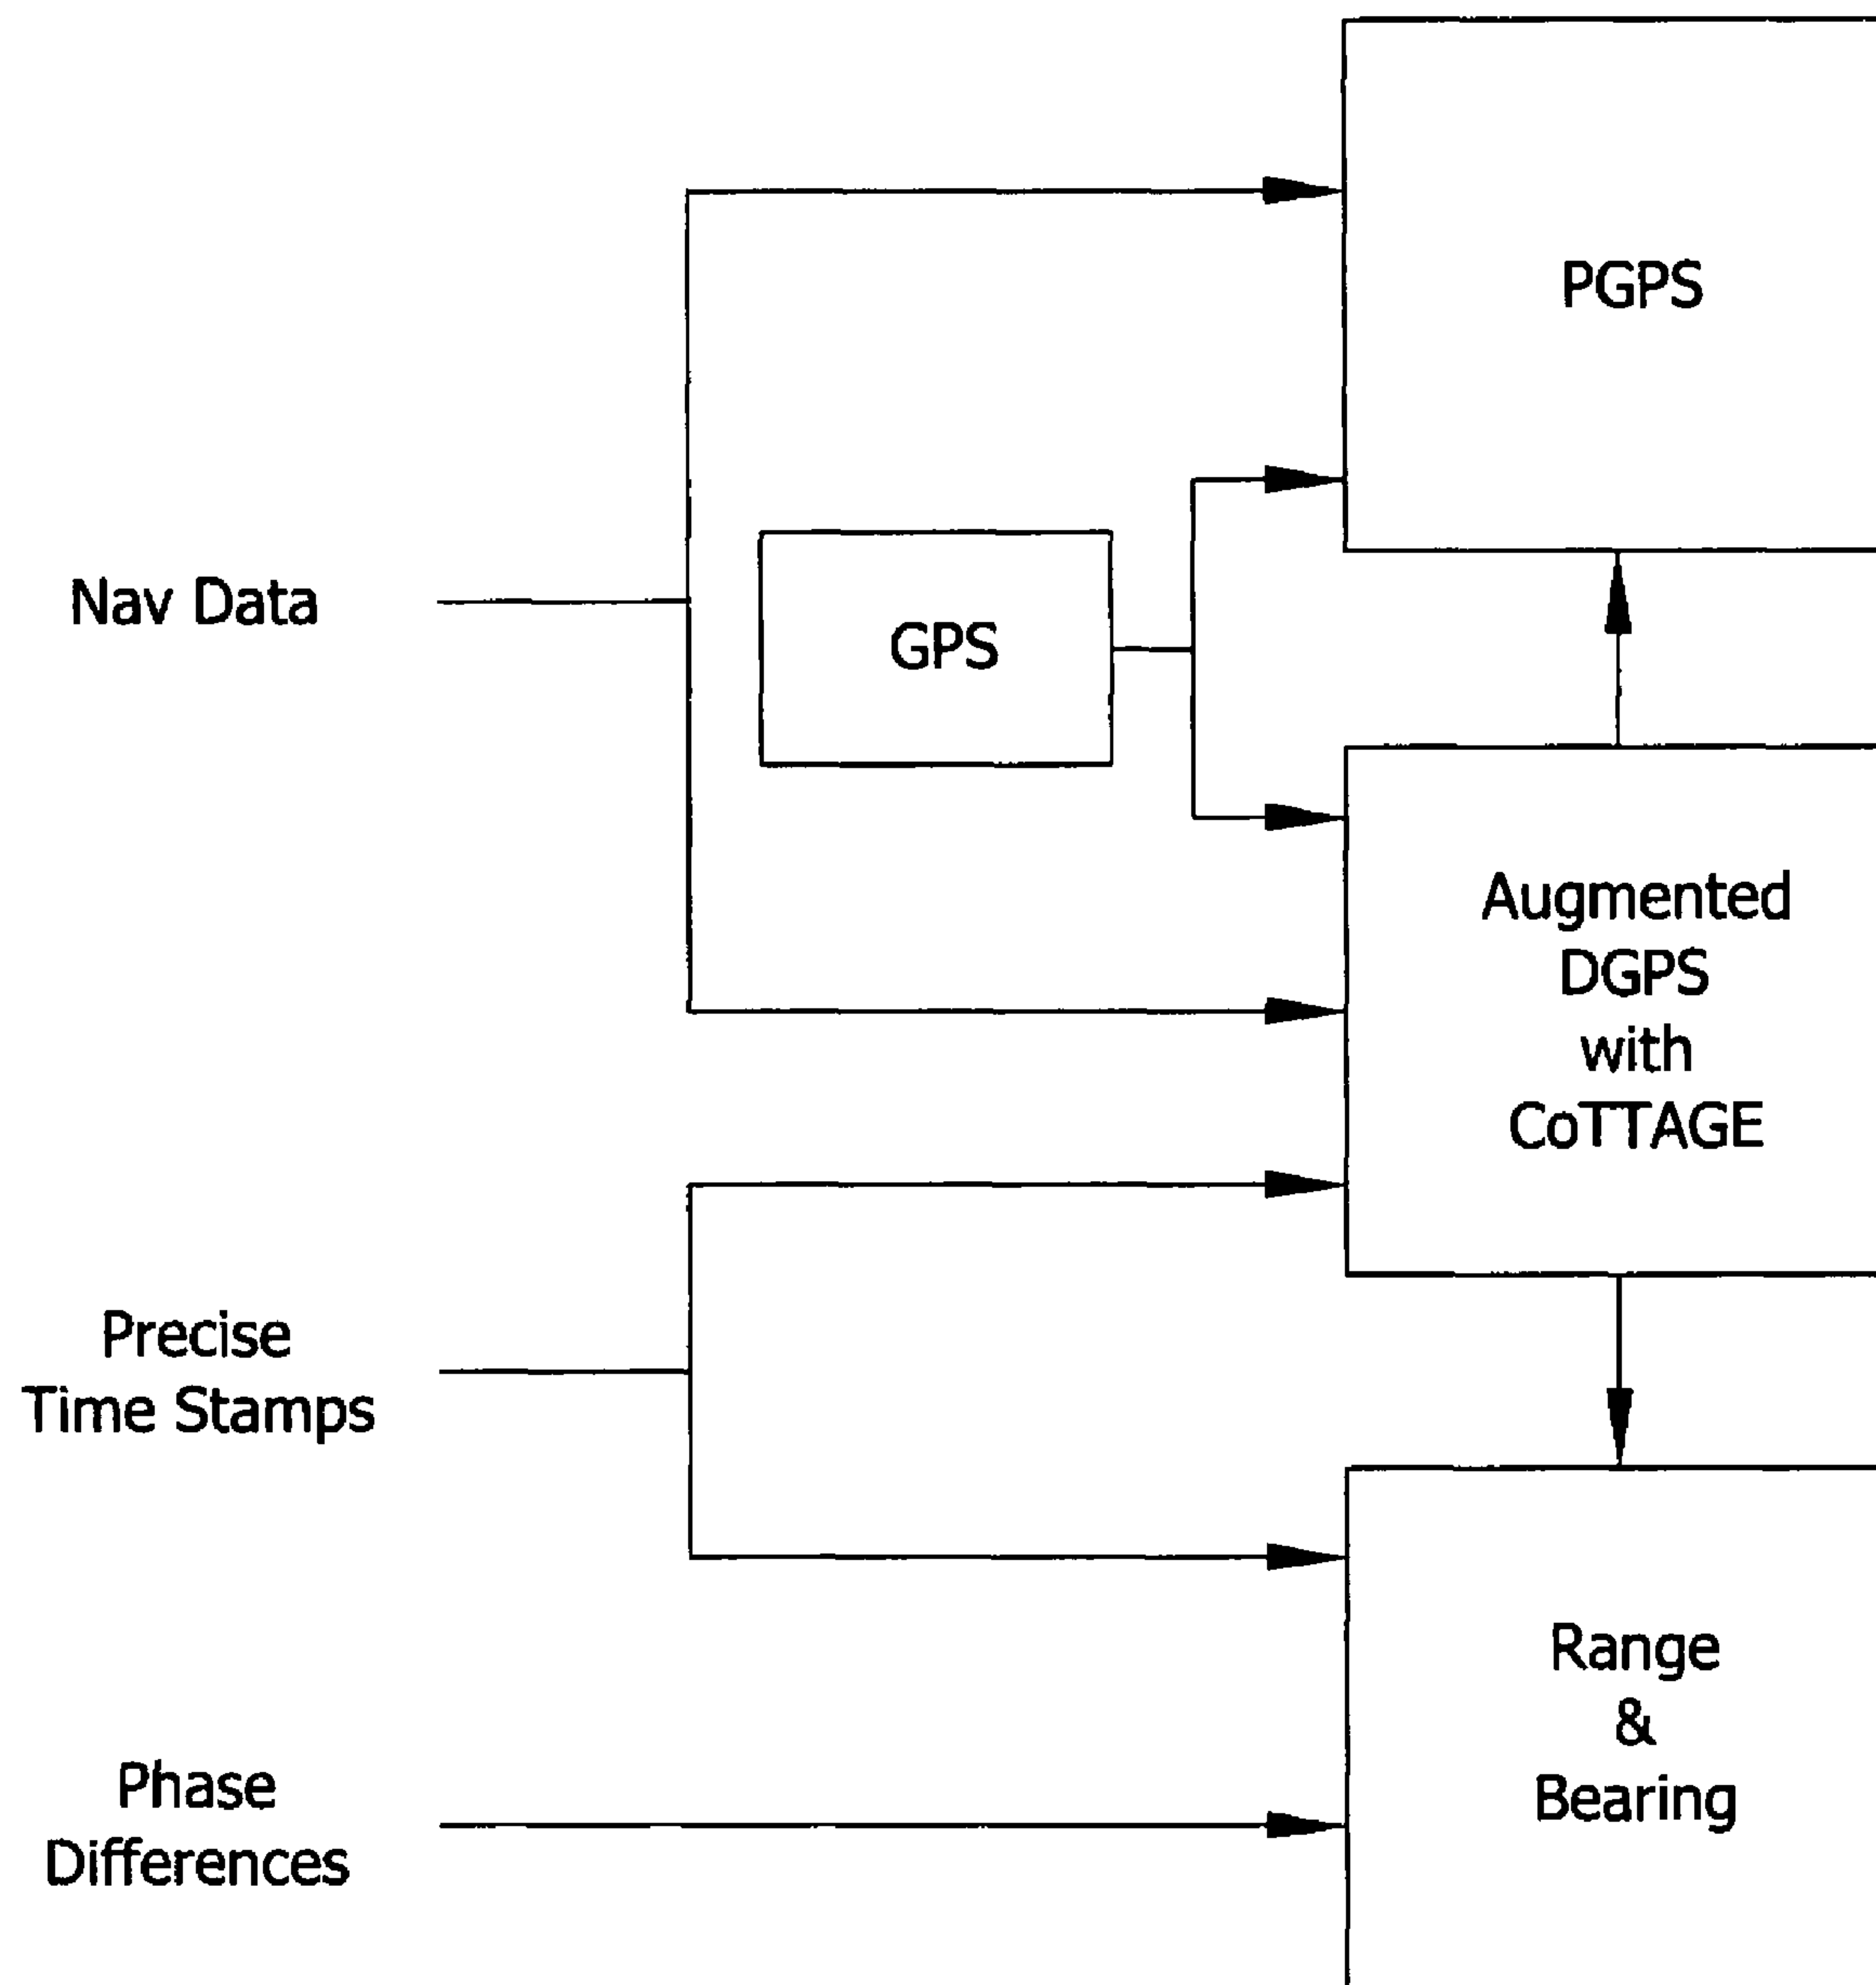 PGPS
Nav Data
GPS
Augmented
DGPS
with
CoTTAGE
Precise
Time Stamps
Range
&
Bearing
Phase
Differences